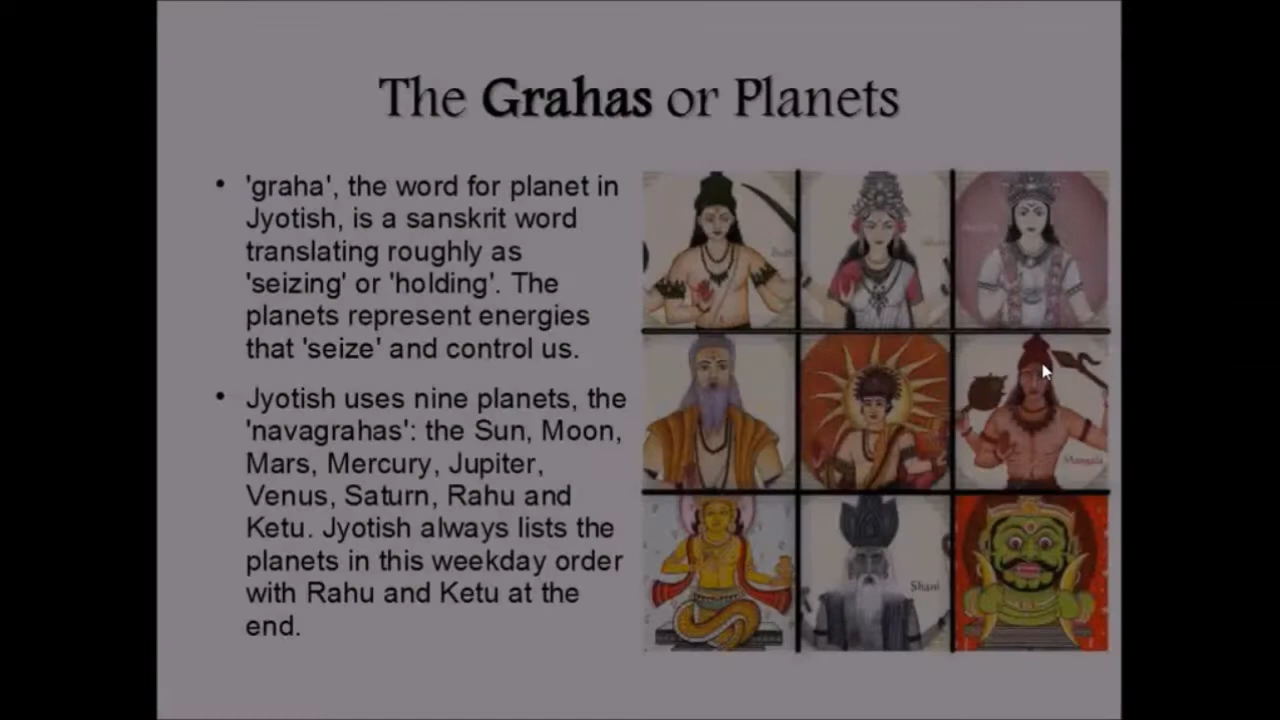 The Grahas or Planets
• 'graha', the word for planet in
Jyotish, is a sanskrit word
translating roughly as
'seizing' or 'holding'. The
planets represent energies
that 'seize' and control us.
• Jyotish uses nine planets, the
'navagrahas': the Sun, Moon,
Mars, Mercury, Jupiter,
Venus, Saturn, Rahu and
Ketu. Jyotish always lists the
planets in this weekday order
with Rahu and Ketu at the
end.
Mangala
Shani